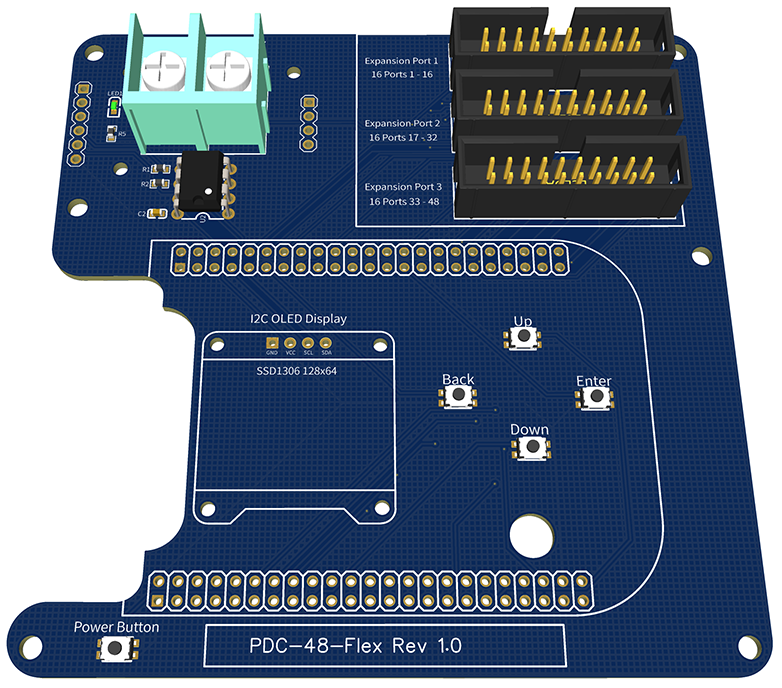 Expansion Port 1
16 Ports 1 - 16
LED1
Expansion Port 2
16 Ports 17 - 32
R5
R1
R2
Expansion Port 3
16 Ports 33 - 48
C2
U1
I2C OLED Display
GND VCC SCL SDA
SSD1306 128x64
Up
Back
Enter
Down
Power Button
PDC-48-Flex Rev 1.0